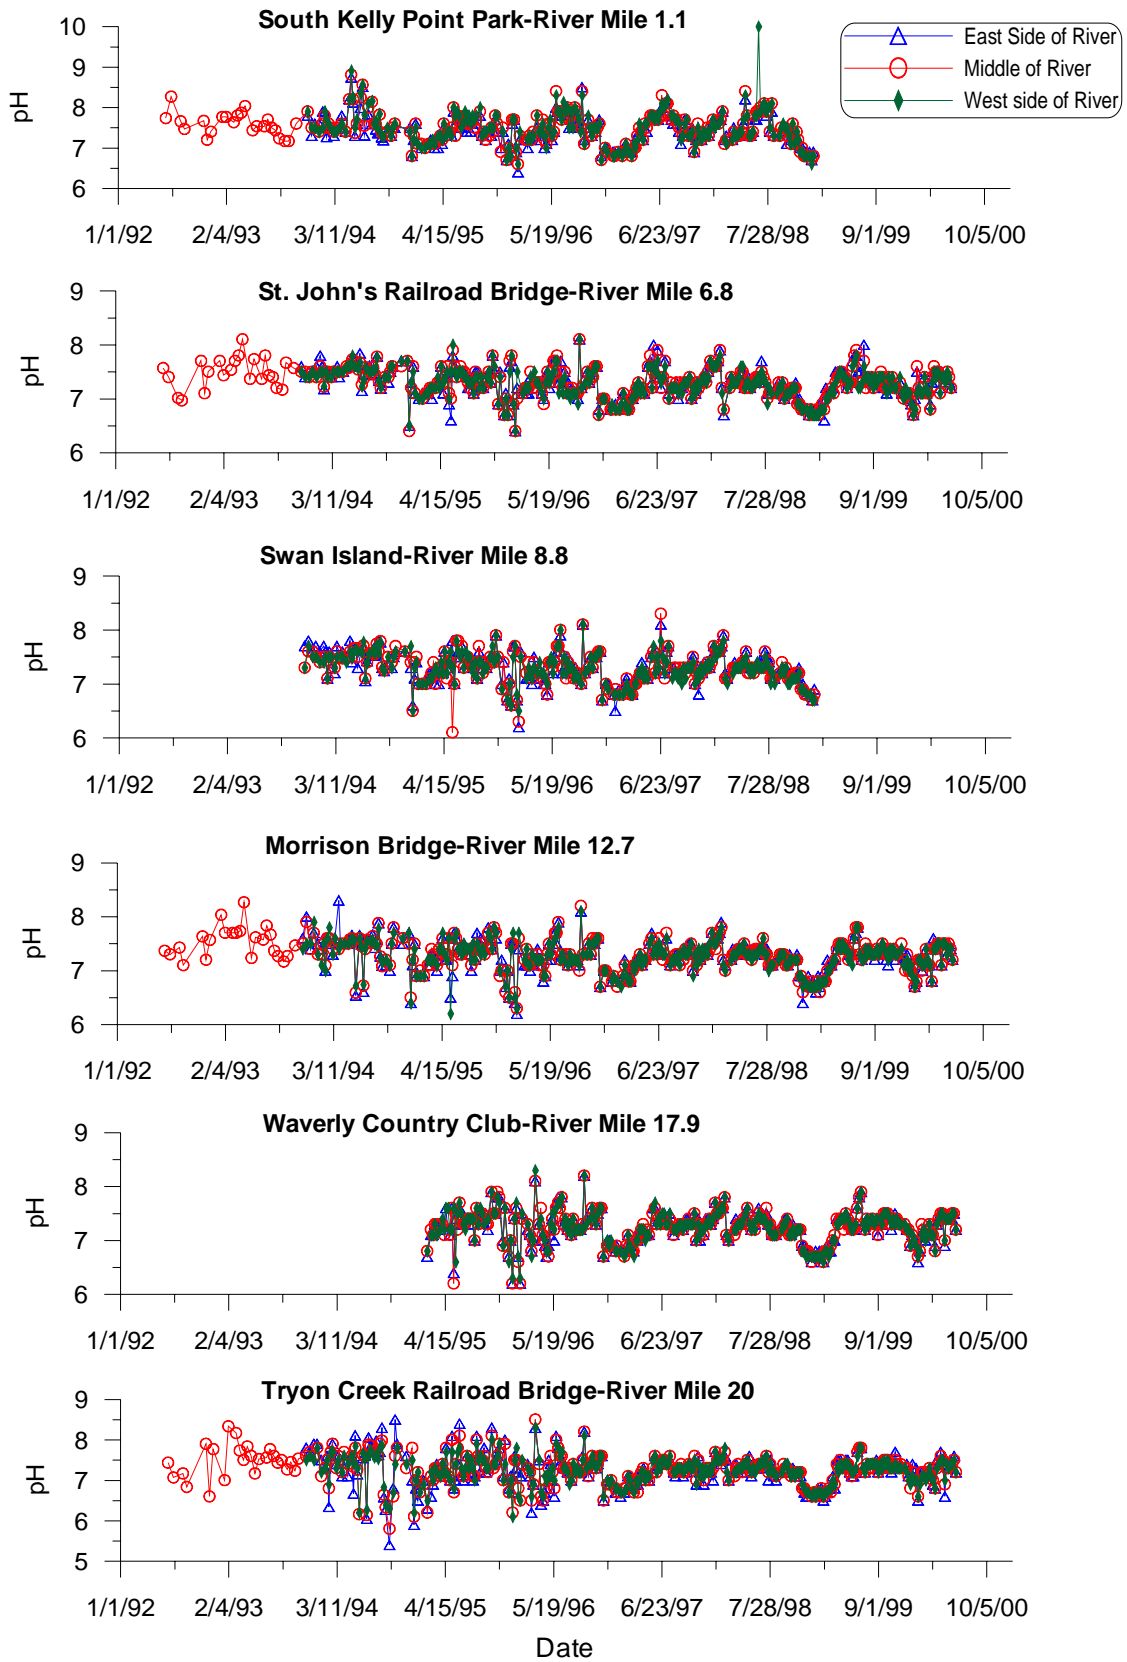 South Kelly Point Park-River Mile 1.1
East Side of River
Middle of River
West side of River
pH
10
9
8
7
6
1/1/92 2/4/93 3/11/94 4/15/95 5/19/96 6/23/97 7/28/98 9/1/99 10/5/00
St. John's Railroad Bridge-River Mile 6.8
pH
9
8
7
6
1/1/92 2/4/93 3/11/94 4/15/95 5/19/96 6/23/97 7/28/98 9/1/99 10/5/00
Swan Island-River Mile 8.8
pH
9
8
7
6
1/1/92 2/4/93 3/11/94 4/15/95 5/19/96 6/23/97 7/28/98 9/1/99 10/5/00
Morrison Bridge-River Mile 12.7
pH
9
8
7
6
1/1/92 2/4/93 3/11/94 4/15/95 5/19/96 6/23/97 7/28/98 9/1/99 10/5/00
Waverly Country Club-River Mile 17.9
pH
9
8
7
6
1/1/92 2/4/93 3/11/94 4/15/95 5/19/96 6/23/97 7/28/98 9/1/99 10/5/00
Tryon Creek Railroad Bridge-River Mile 20
pH
9
8
7
6
5
1/1/92 2/4/93 3/11/94 4/15/95 5/19/96 6/23/97 7/28/98 9/1/99 10/5/00
Date